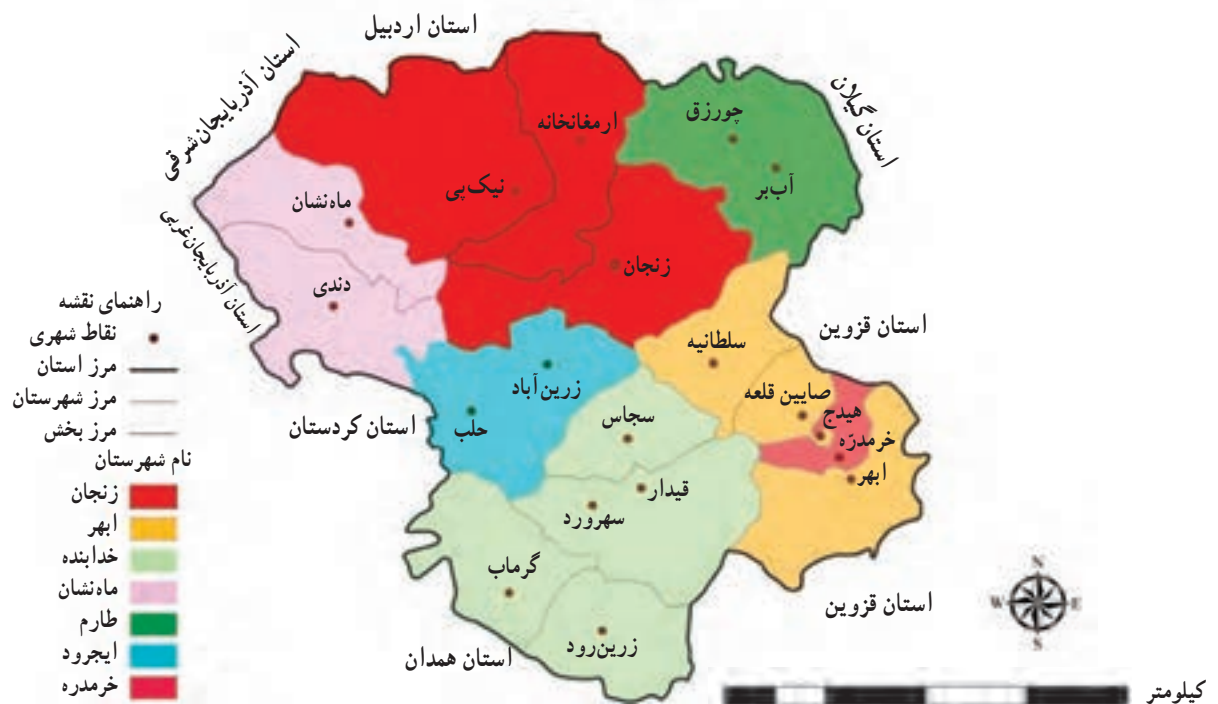 استان اردبیل
استان آذربایجان شرقی
استان گیلان
چورزق
ارمغانخانه
آب‌بر
نیک‌پی
ماه‌نشان
استان آذربایجان غربی
زنجان
دندی
استان قزوین
سلطانیه
زرین‌آباد
صایین قلعه
هیدج
سجاس
حلب
خرمدرّه
استان کردستان
ابهر
قیدار
سهرورد
گرماب
استان قزوین
زرین‌رود
استان همدان
راهنمای نقشه
نقاط شهری
مرز استان
مرز شهرستان
مرز بخش
نام شهرستان
زنجان
ابهر
خدابنده
ماه‌نشان
طارم
ایجرود
خرمدره
N
W E
S
کیلومتر